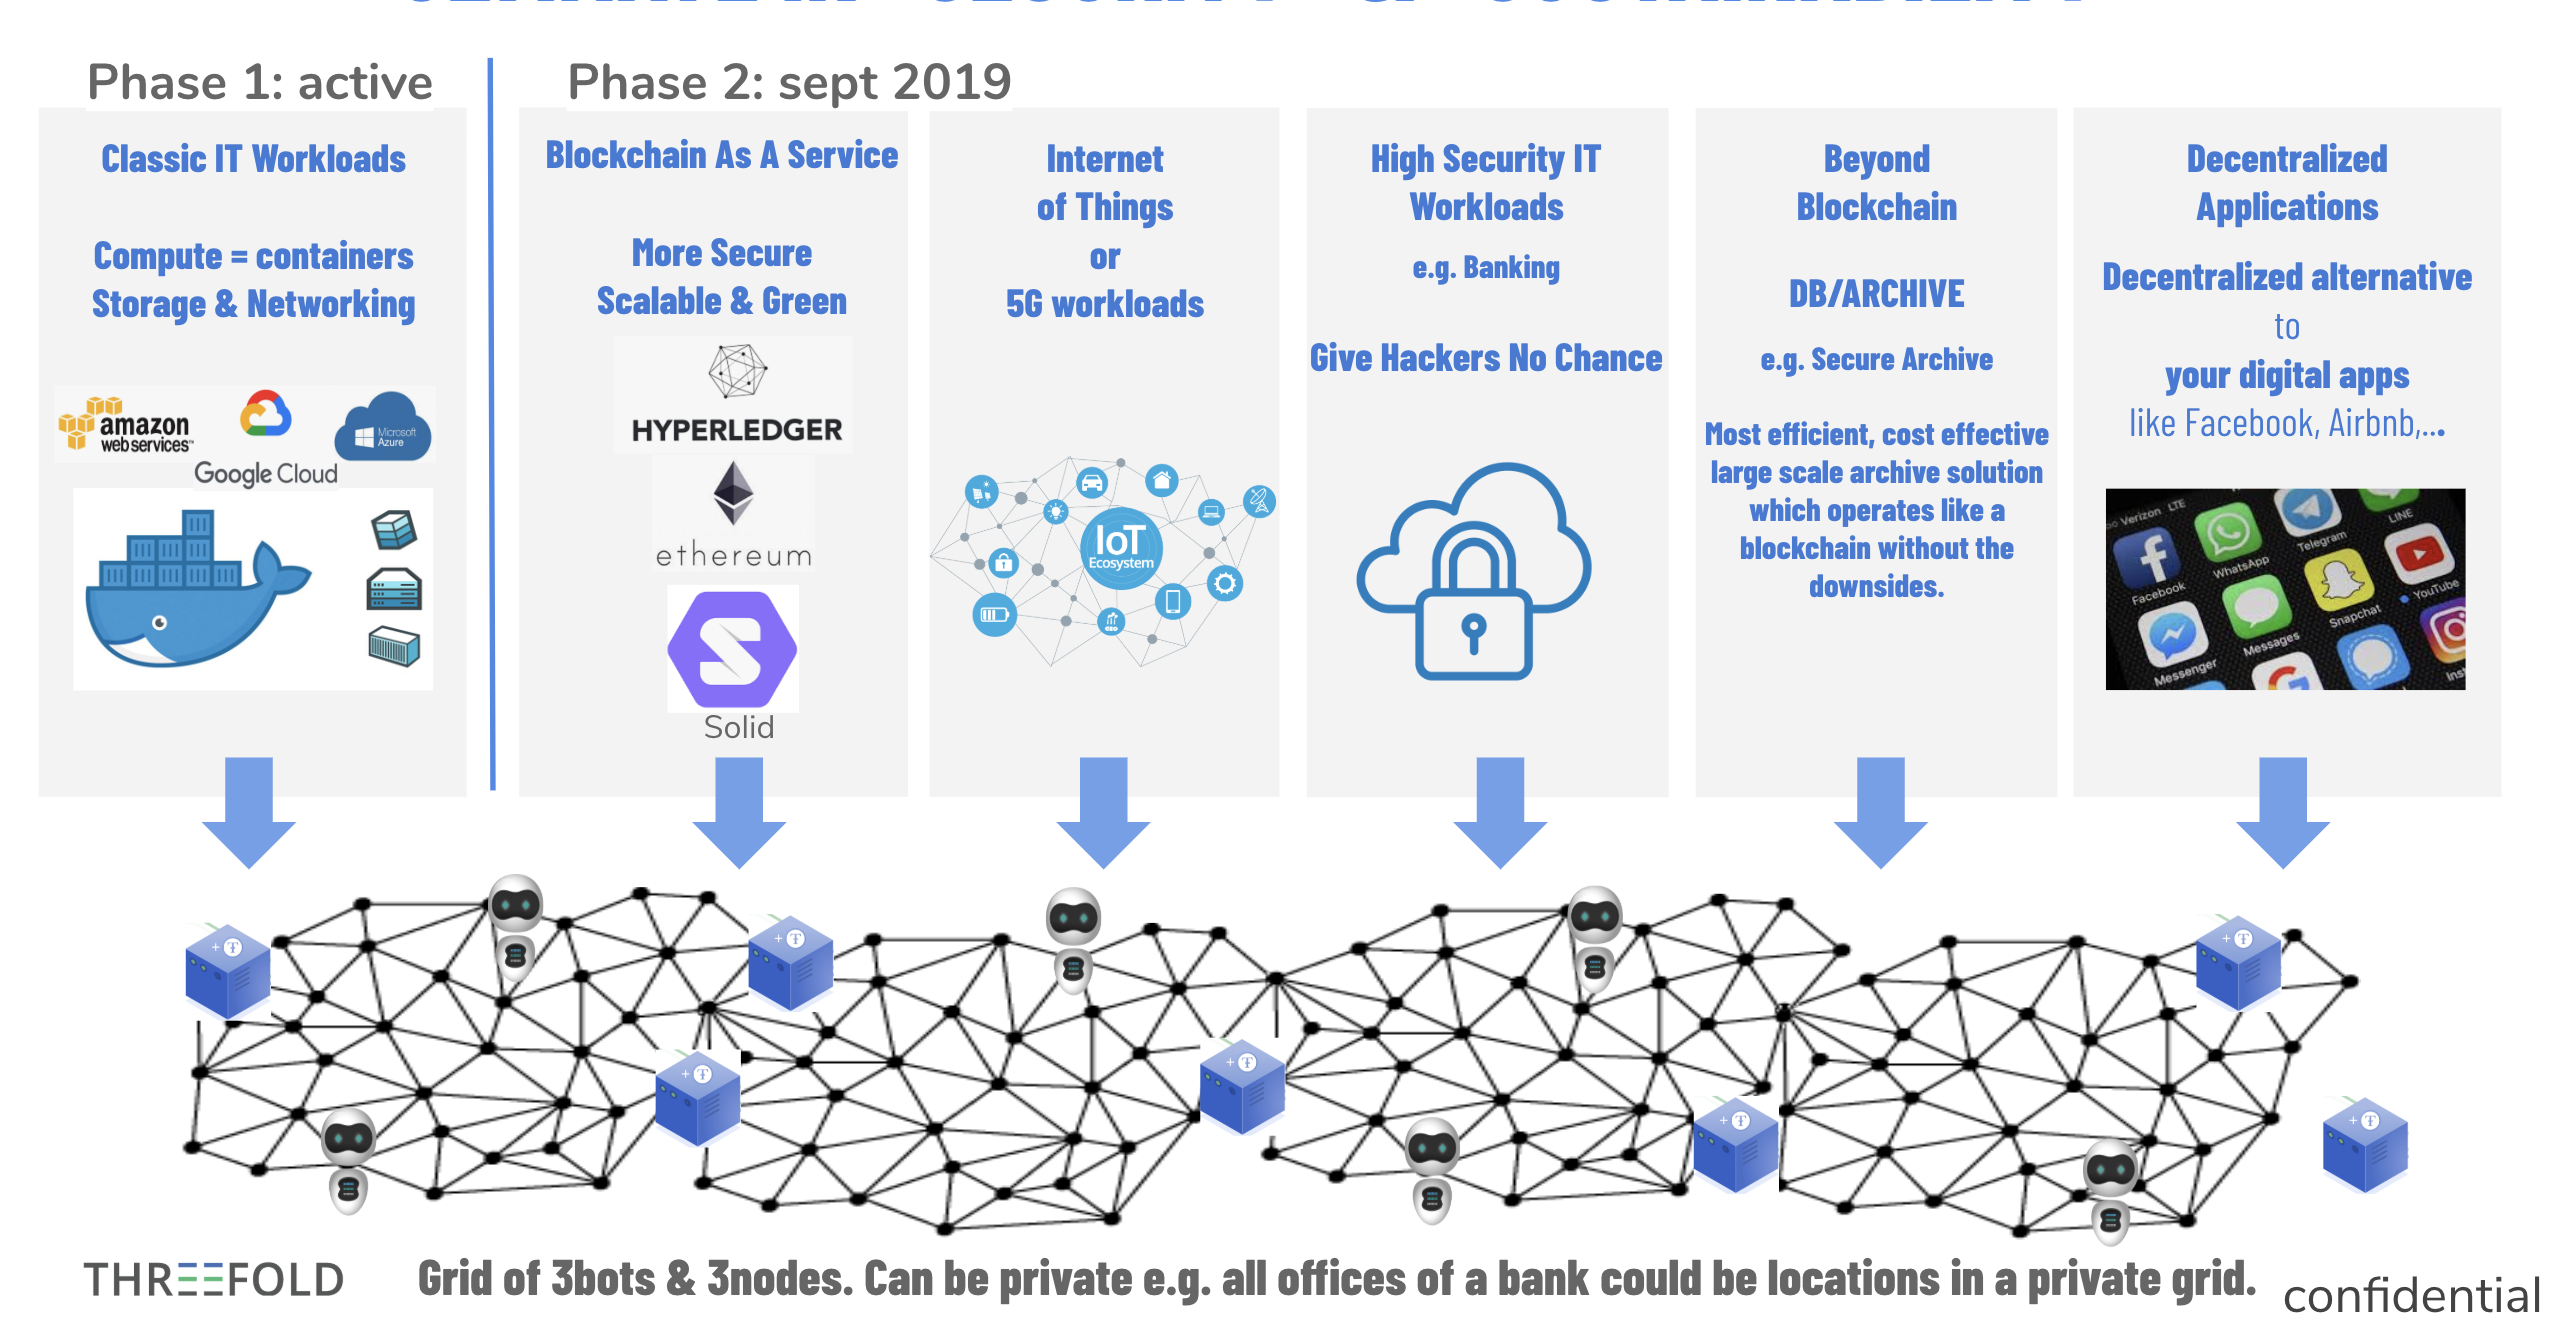 Phase 1: active
Phase 2: sept 2019
Classic IT Workloads
Compute = containers
Storage & Networking
amazon
web services™
Google Cloud
Microsoft
Azure
Blockchain As A Service
More Secure
Scalable & Green
HYPERLEDGER
ethereum
Solid
Internet
of Things
or
5G workloads
IoT
Ecosystem
High Security IT
Workloads
e.g. Banking
Give Hackers No Chance
Beyond
Blockchain
DB/ARCHIVE
e.g. Secure Archive
Most efficient, cost effective
large scale archive solution
which operates like a
blockchain without the
downsides.
Decentralized
Applications
Decentralized alternative
to
your digital apps
like Facebook, Airbnb,...
Verizon LTE
Facebook
WhatsApp
Telegram
LINE
Messenger
Messages
Snapchat
YouTube
THREEFOLD
Grid of 3bots & 3nodes. Can be private e.g. all offices of a bank could be locations in a private grid.
confidential